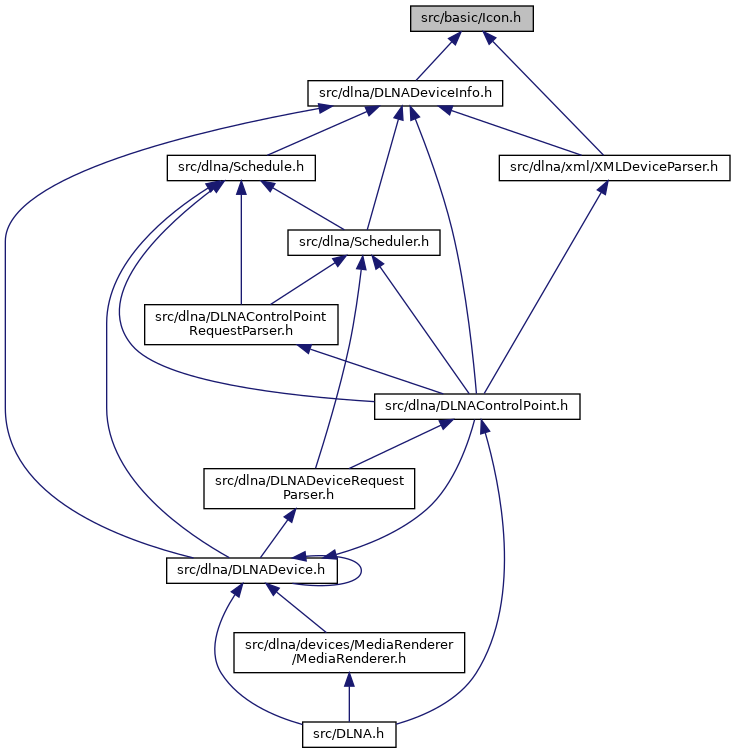 src/basic/Icon.h
src/dlna/DLNADeviceInfo.h
src/dlna/Schedule.h
src/dlna/xml/XMLDeviceParser.h
src/dlna/Scheduler.h
src/dlna/DLNAControlPoint
RequestParser.h
src/dlna/DLNAControlPoint.h
src/dlna/DLNADeviceRequest
Parser.h
src/dlna/DLNADevice.h
src/dlna/devices/MediaRenderer
/MediaRenderer.h
src/DLNA.h